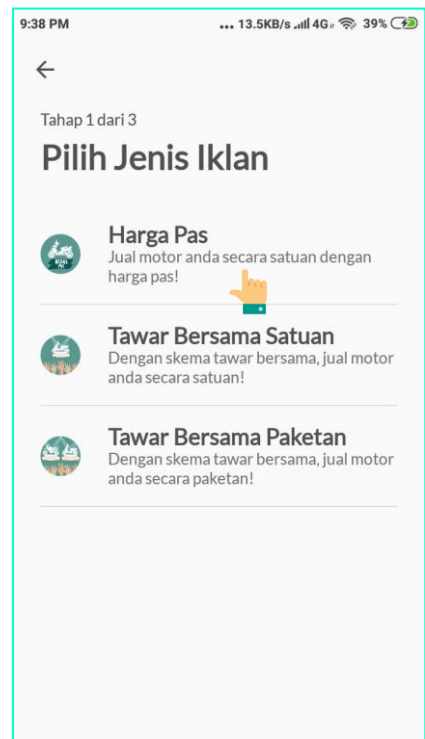 9:38 PM ... 13.5KB/s 4G 39%
Tahap 1 dari 3
Pilih Jenis Iklan
Harga Pas
Jual motor anda secara satuan dengan
harga pas!
Tawar Bersama Satuan
Dengan skema tawar bersama, jual motor
anda secara satuan!
Tawar Bersama Paketan
Dengan skema tawar bersama, jual motor
anda secara paketan!